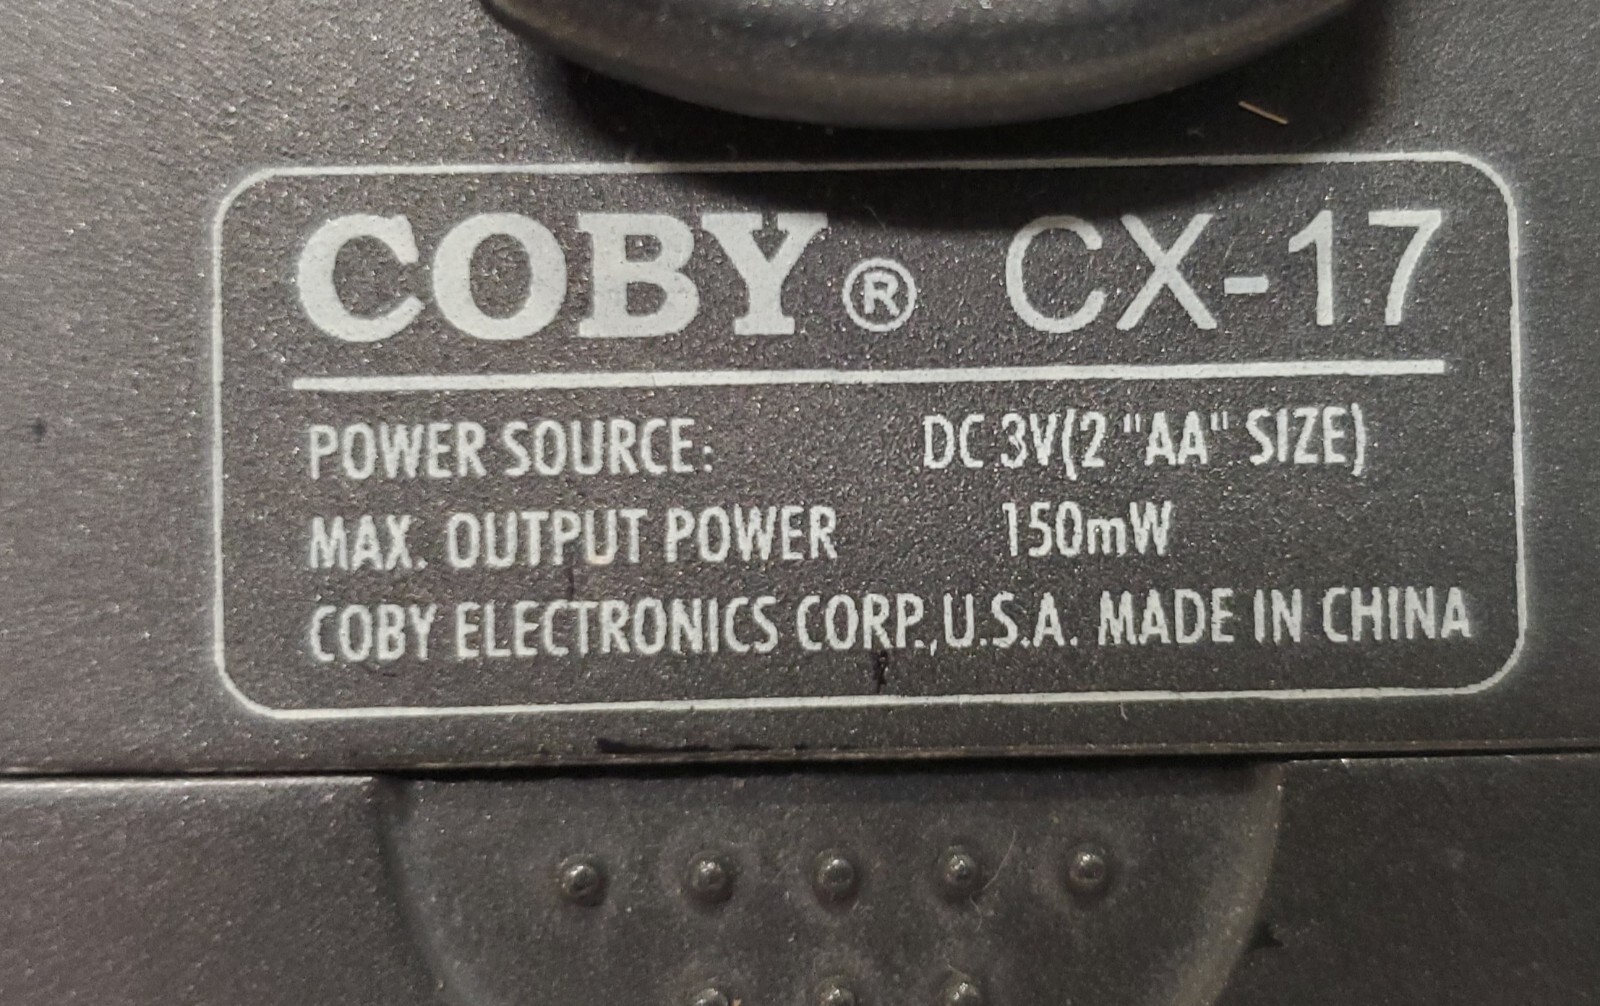 COBY® CX-17
POWER SOURCE: DC 3V(2 "AA" SIZE)
MAX. OUTPUT POWER 150mW
COBY ELECTRONICS CORP.,U.S.A. MADE IN CHINA